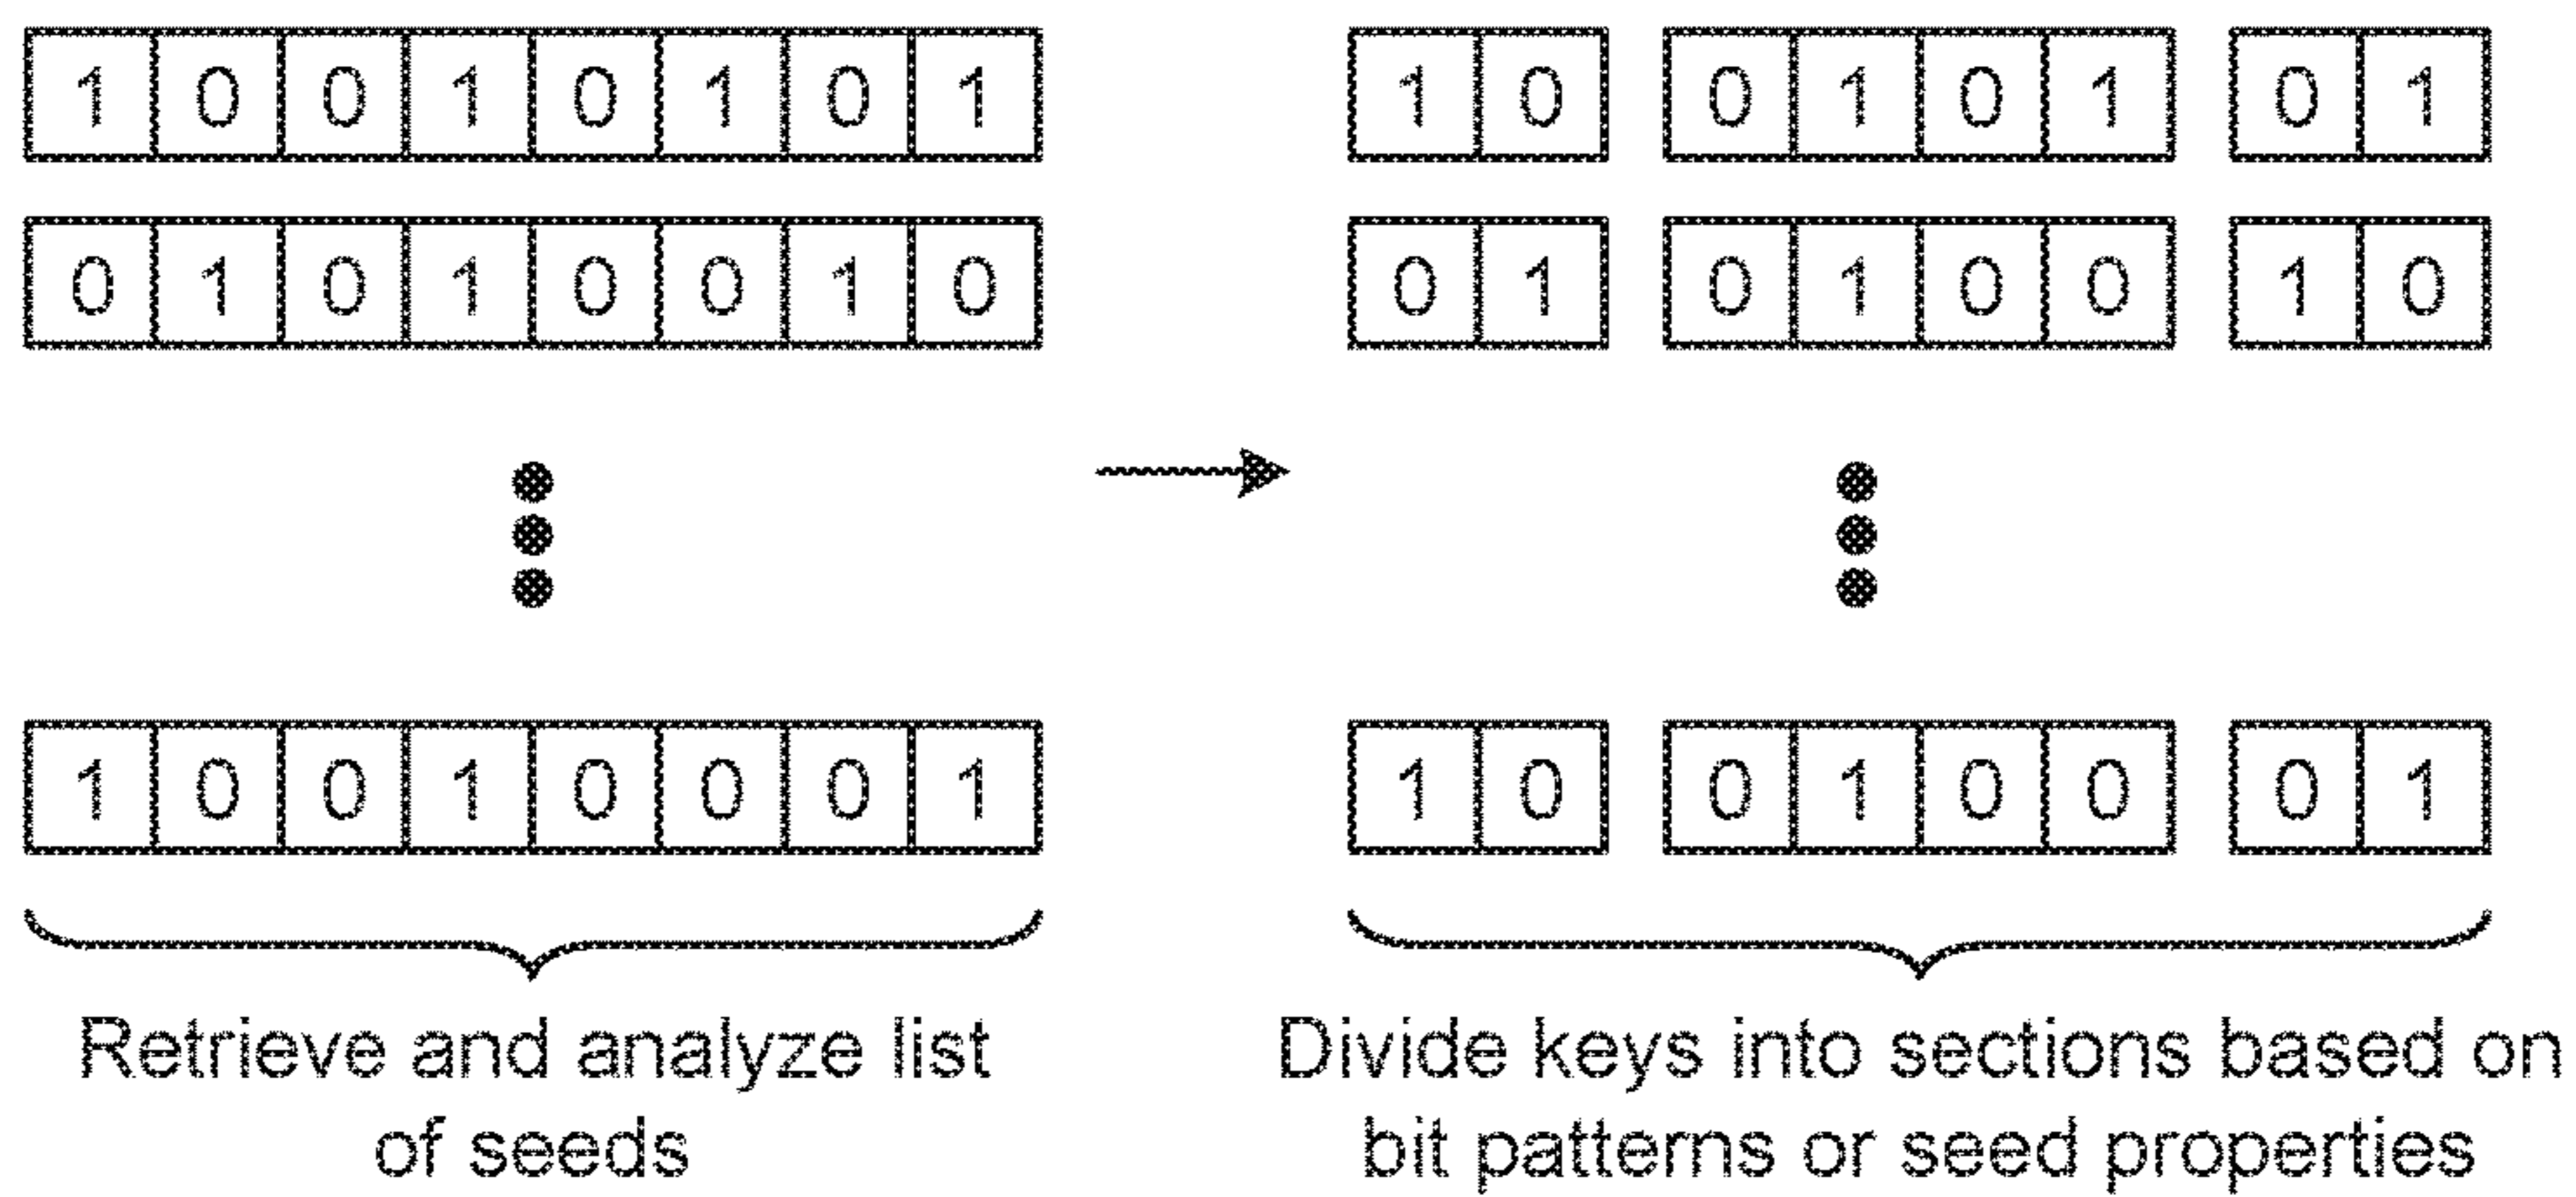 1 0 0 1 0 1 0 1 1 0 0 1 0 1 0 1
0 1 0 1 0 0 1 0 0 1 0 1 0 0 1 0
1 0 0 1 0 0 0 1 1 0 0 1 0 0 0 1
Retrieve and analyze list
of seeds
Divide keys into sections based on
bit patterns or seed properties